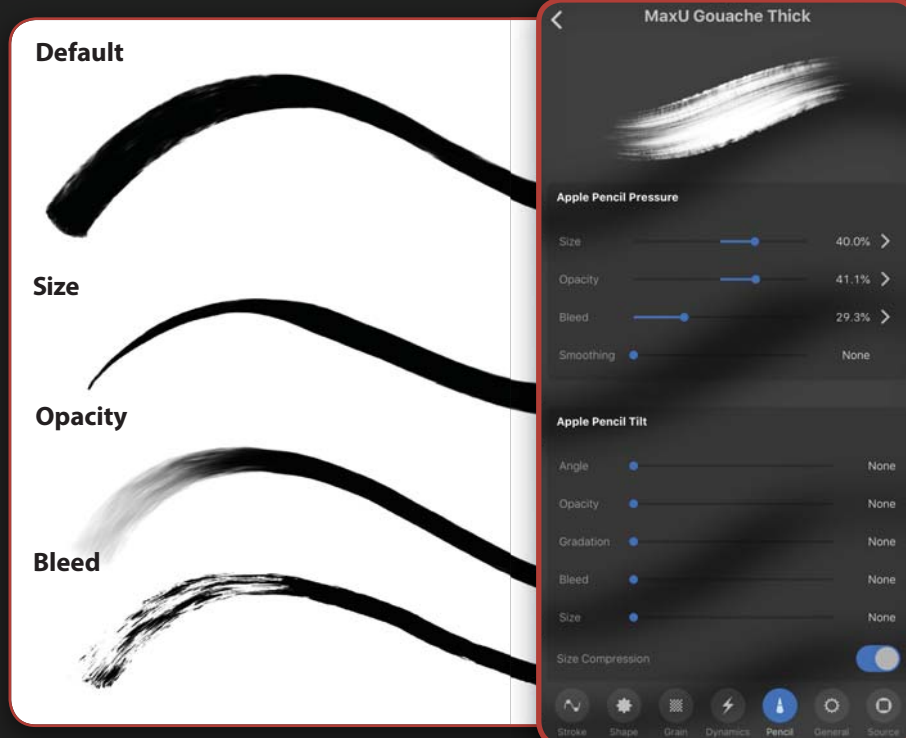 Default
Size
Opacity
Bleed
MaxU Gouache Thick
Apple Pencil Pressure
Size 40.0%
Opacity 41.1%
Bleed 29.3%
Smoothing None
Apple Pencil Tilt
Angle None
Opacity None
Gradation None
Bleed None
Size None
Size Compression
Stroke Shape Grain Dynamics Pencil General Source